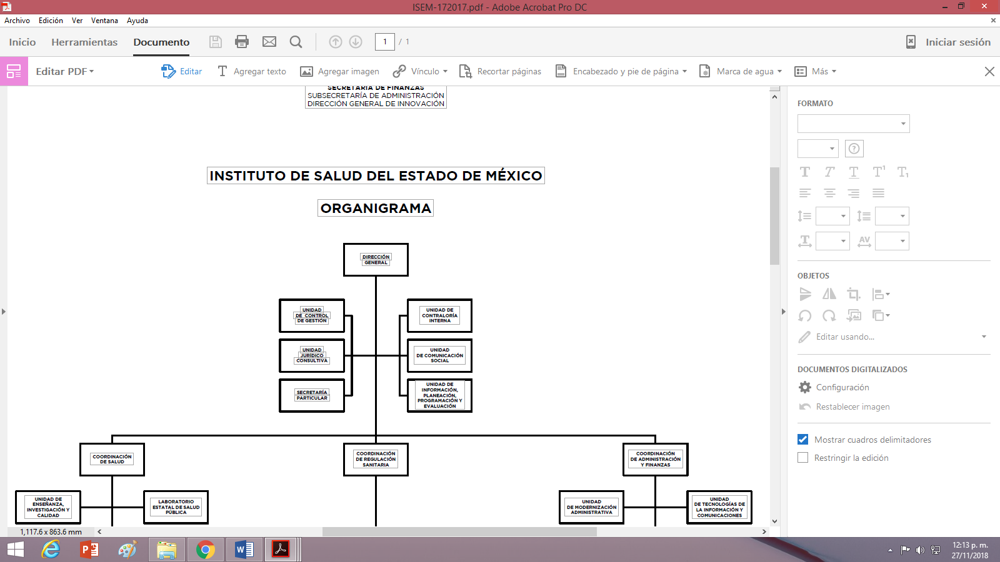 ISEM-172017.pdf - Adobe Acrobat Pro DC
Archivo Edición Ver Ventana Ayuda
Inicio Herramientas Documento 1 / 1 Iniciar sesión
Editar PDF Editar Agregar texto Agregar imagen Vínculo Recortar páginas Encabezado y pie de página Marca de agua Más
SECRETARÍA DE FINANZAS
SUBSECRETARÍA DE ADMINISTRACIÓN
DIRECCIÓN GENERAL DE INNOVACIÓN
INSTITUTO DE SALUD DEL ESTADO DE MÉXICO
ORGANIGRAMA
DIRECCIÓN
GENERAL
UNIDAD
DE CONTROL
DE GESTIÓN
UNIDAD DE
CONTRALORÍA
INTERNA
UNIDAD
JURÍDICO
CONSULTIVA
UNIDAD
DE COMUNICACIÓN
SOCIAL
SECRETARÍA
PARTICULAR
UNIDAD DE
INFORMACIÓN,
PLANEACIÓN,
PROGRAMACIÓN Y
EVALUACIÓN
COORDINACIÓN
DE SALUD
COORDINACIÓN
DE REGULACIÓN
SANITARIA
COORDINACIÓN
DE ADMINISTRACIÓN
Y FINANZAS
UNIDAD DE
ENSEÑANZA,
INVESTIGACIÓN Y
CALIDAD
LABORATORIO
ESTATAL DE SALUD
PÚBLICA
UNIDAD
DE MODERNIZACIÓN
ADMINISTRATIVA
UNIDAD
DE TECNOLOGÍAS DE
LA INFORMACIÓN Y
COMUNICACIONES
1,117.6 x 863.6 mm
FORMATO
OBJETOS
Editar usando...
DOCUMENTOS DIGITALIZADOS
Configuración
Restablecer imagen
Mostrar cuadros delimitadores
Restringir la edición
12:13 p. m.
27/11/2018